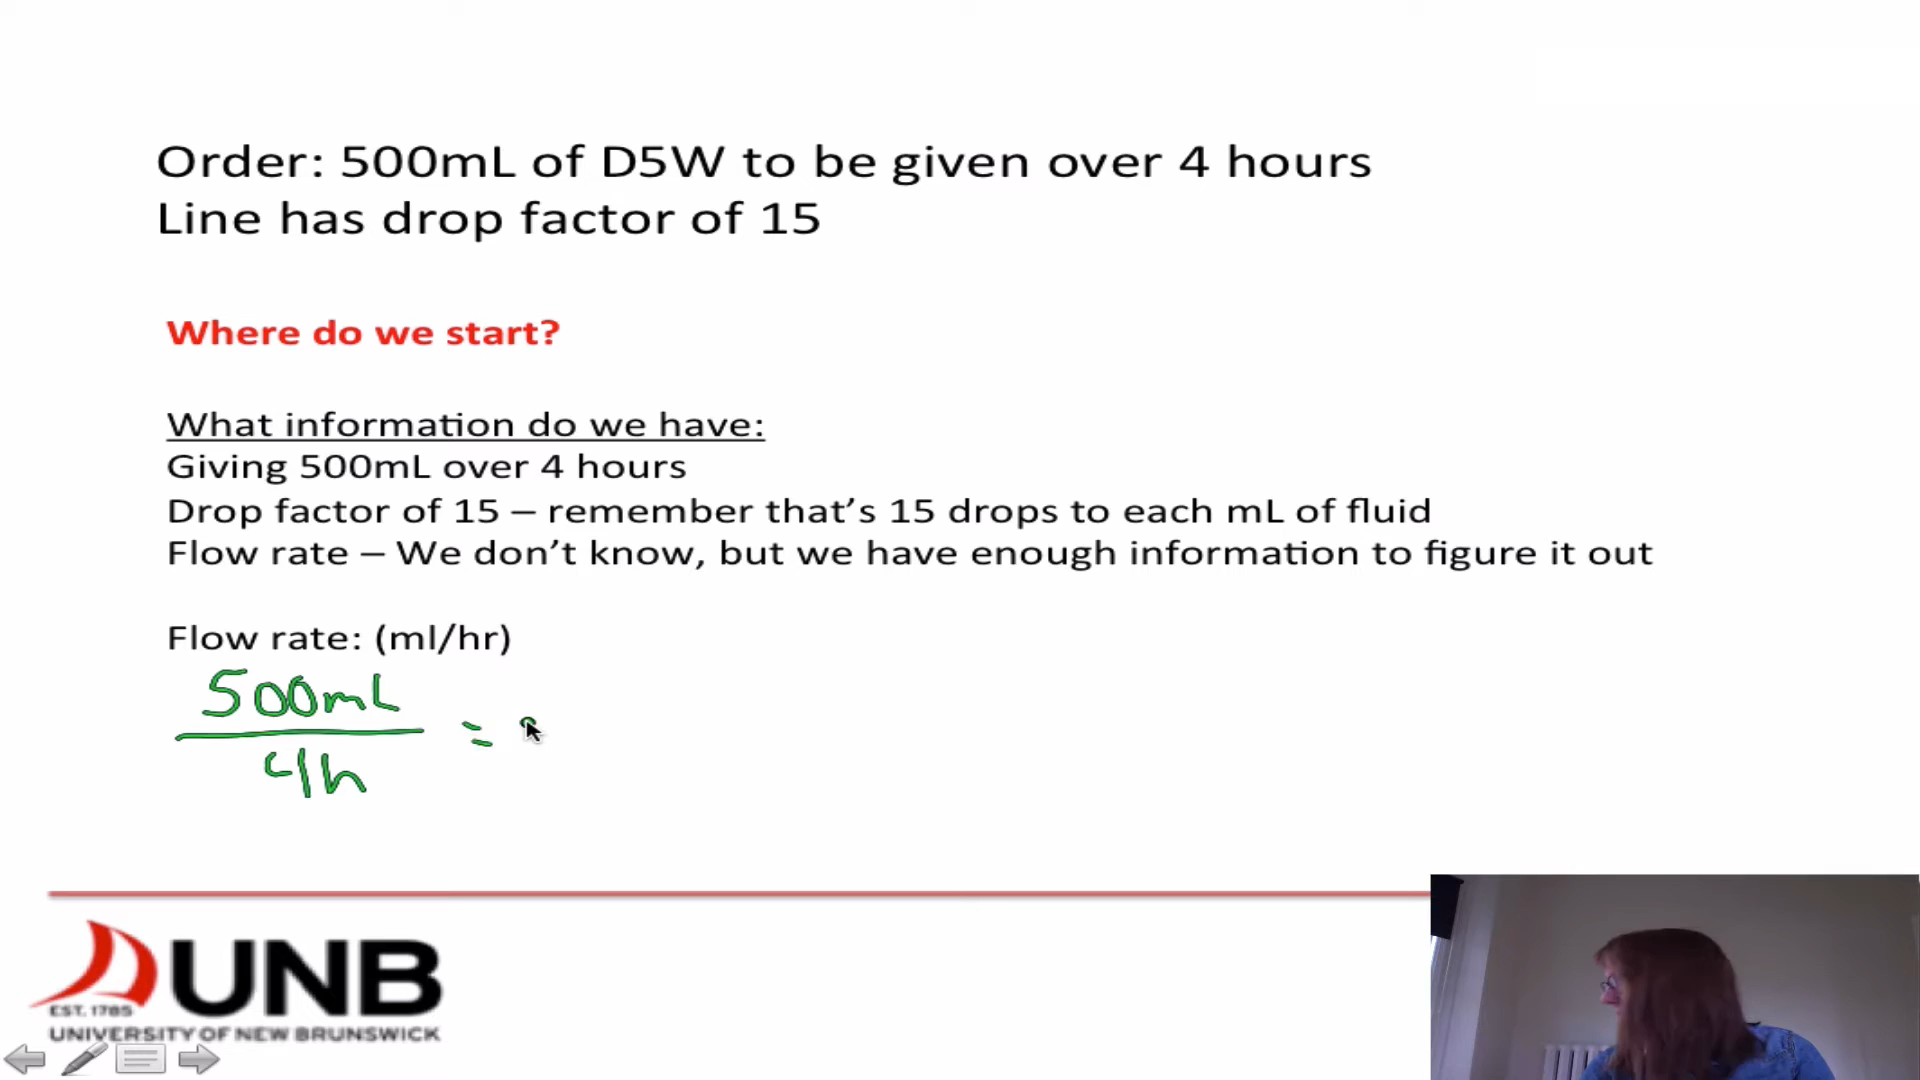 Order: 500mL of D5W to be given over 4 hours
Line has drop factor of 15
Where do we start?
What information do we have:
Giving 500mL over 4 hours
Drop factor of 15 – remember that’s 15 drops to each mL of fluid
Flow rate – We don’t know, but we have enough information to figure it out
Flow rate: (ml/hr)
500mL
=
4h
UNB
EST. 1785
UNIVERSITY OF NEW BRUNSWICK